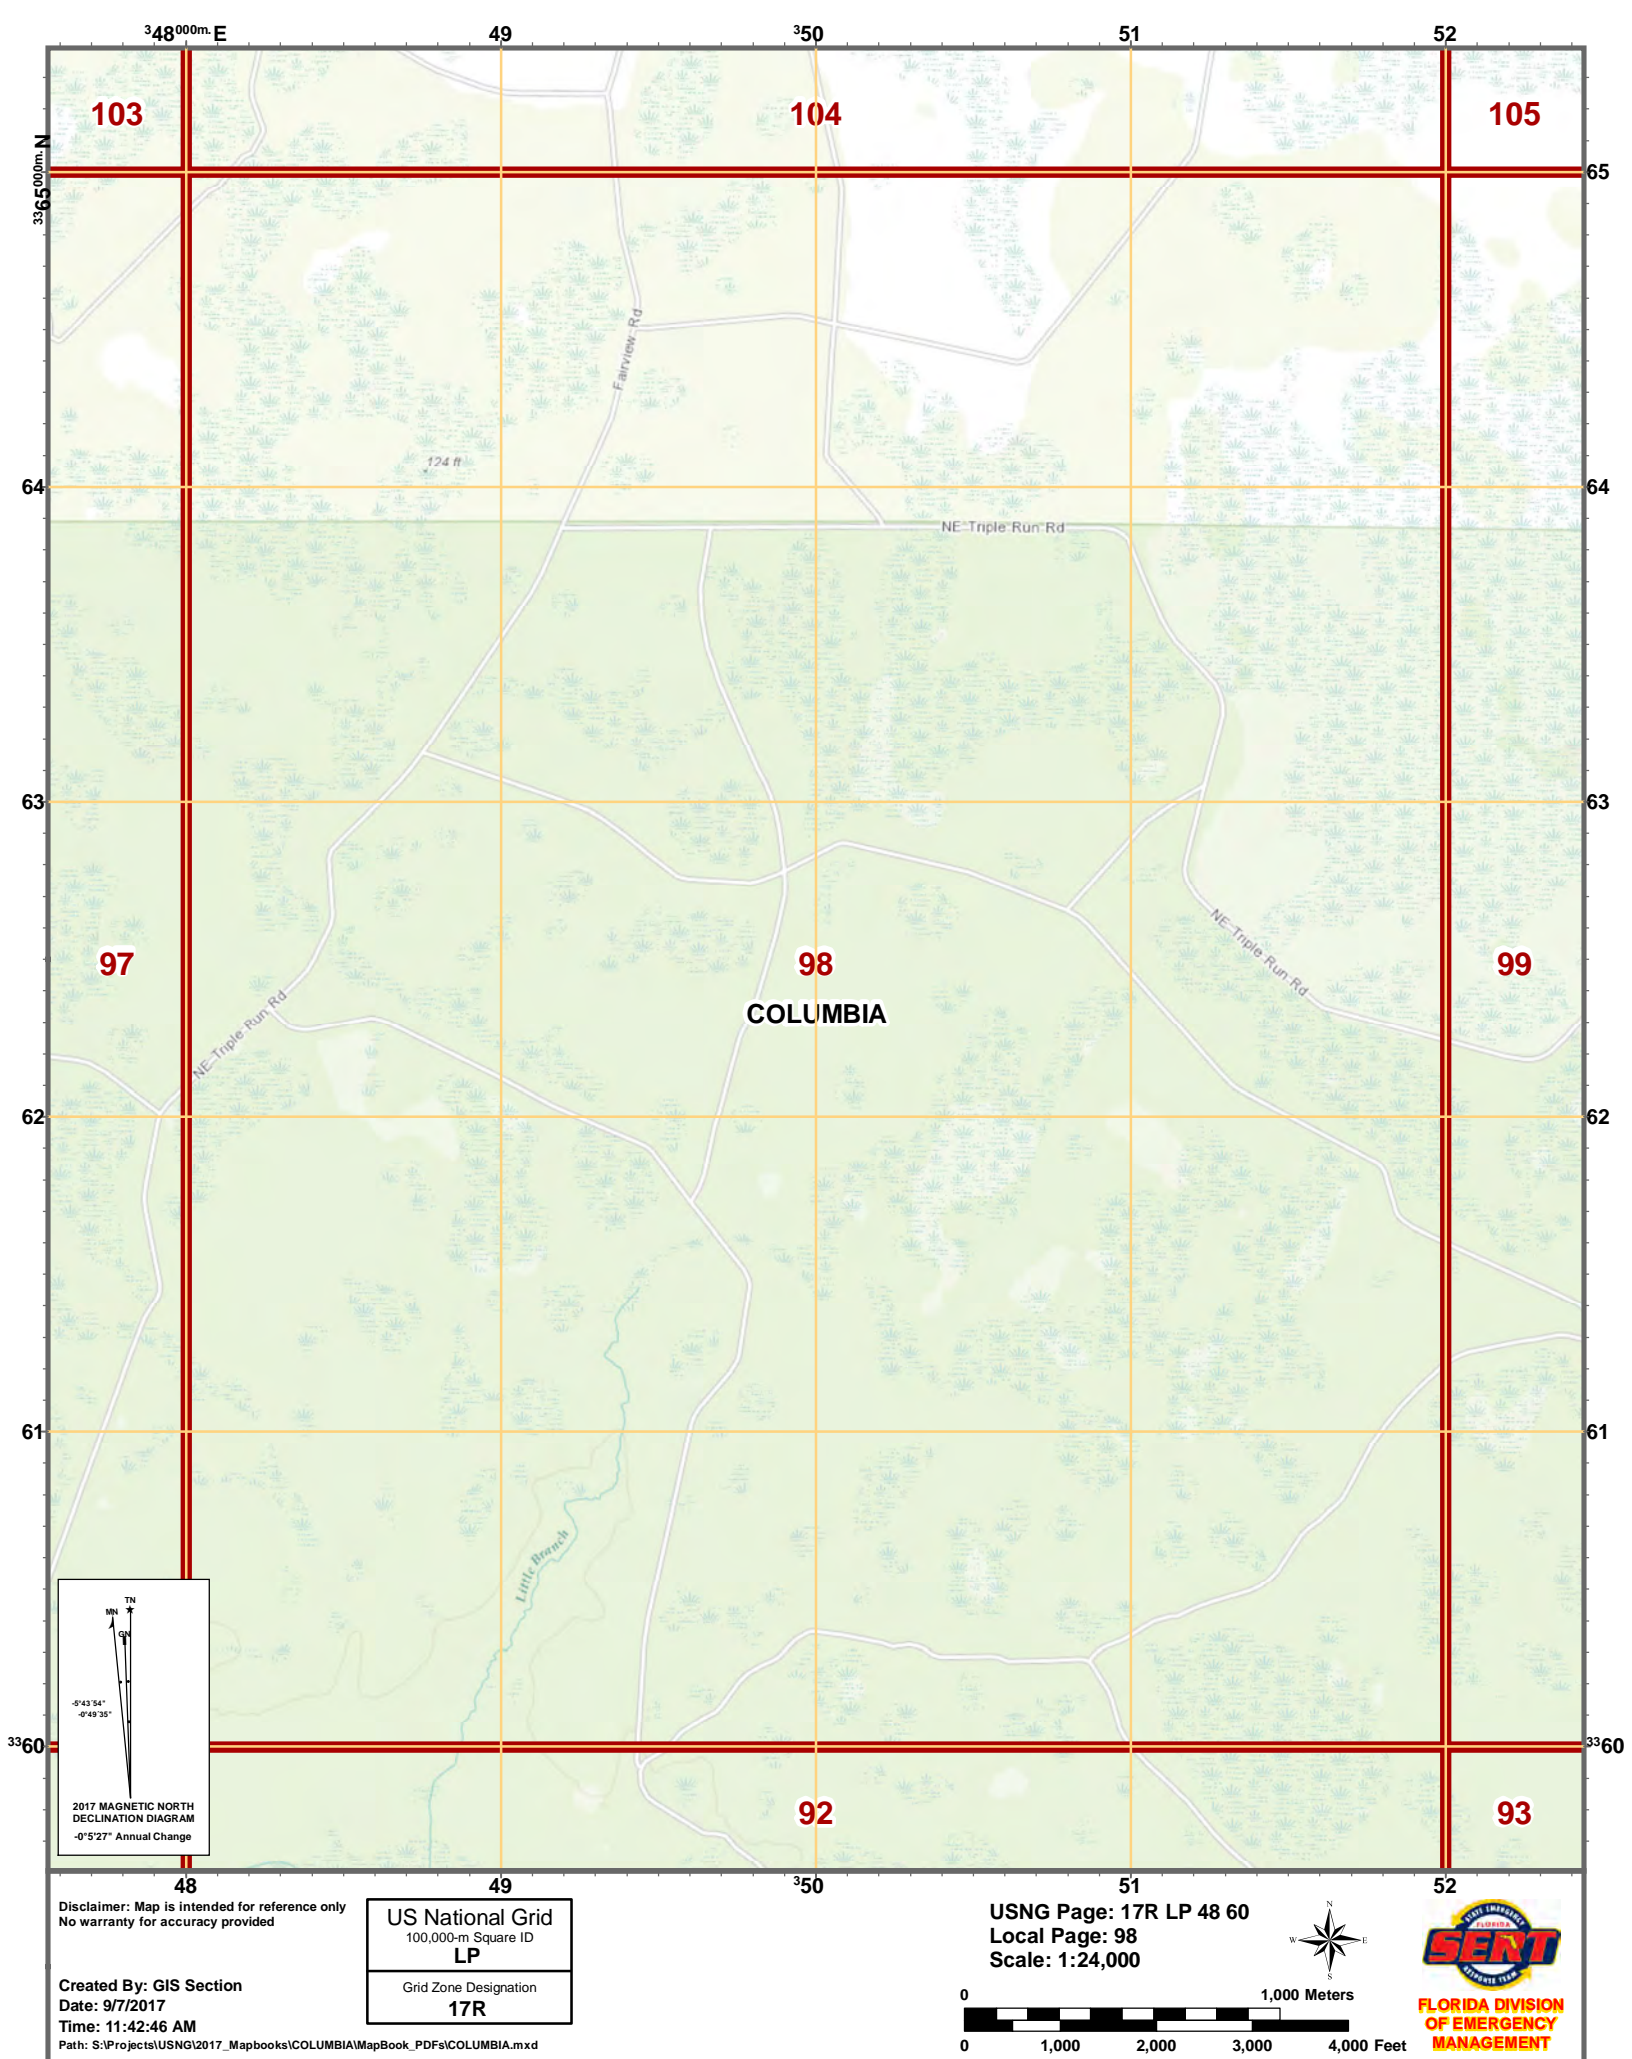 348000m. E 49 350 51 52
103 104 105
3365000m. N 65
Fairview Rd
124 ft
64 64
NE Triple Run Rd
63 63
NE Triple Run Rd
97 98 99
COLUMBIA
NE Triple Run Rd
62 62
61 61
Little Branch
TN
MN
GN
-5°43'54"
-0°49'35"
3360 3360
2017 MAGNETIC NORTH
DECLINATION DIAGRAM
-0°5'27" Annual Change
92 93
48 49 350 51 52
Disclaimer: Map is intended for reference only
No warranty for accuracy provided
Created By: GIS Section
Date: 9/7/2017
Time: 11:42:46 AM
Path: S:\Projects\USNG\2017_Mapbooks\COLUMBIA\MapBook_PDFs\COLUMBIA.mxd
US National Grid
100,000-m Square ID
LP
Grid Zone Designation
17R
USNG Page: 17R LP 48 60
Local Page: 98
Scale: 1:24,000
N
W E
S
0 1,000 Meters
0 1,000 2,000 3,000 4,000 Feet
STATE EMERGENCY
FLORIDA
SERT
RESPONSE TEAM
FLORIDA DIVISION
OF EMERGENCY
MANAGEMENT